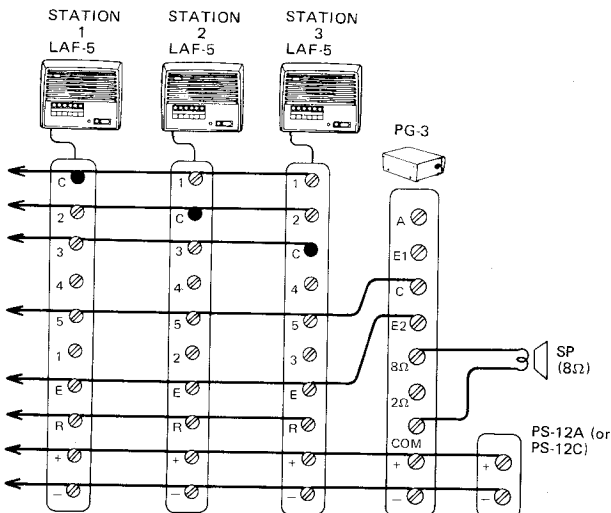 STATION
1
LAF-5
STATION
2
LAF-5
STATION
3
LAF-5
PG-3
C
2
3
4
5
1
E
R
+
−
1
C
3
4
5
2
E
R
+
−
1
2
C
4
5
3
E
R
+
−
A
E1
C
E2
8Ω
2Ω
COM
+
−
SP
(8Ω)
PS-12A (or
PS-12C)
+
−